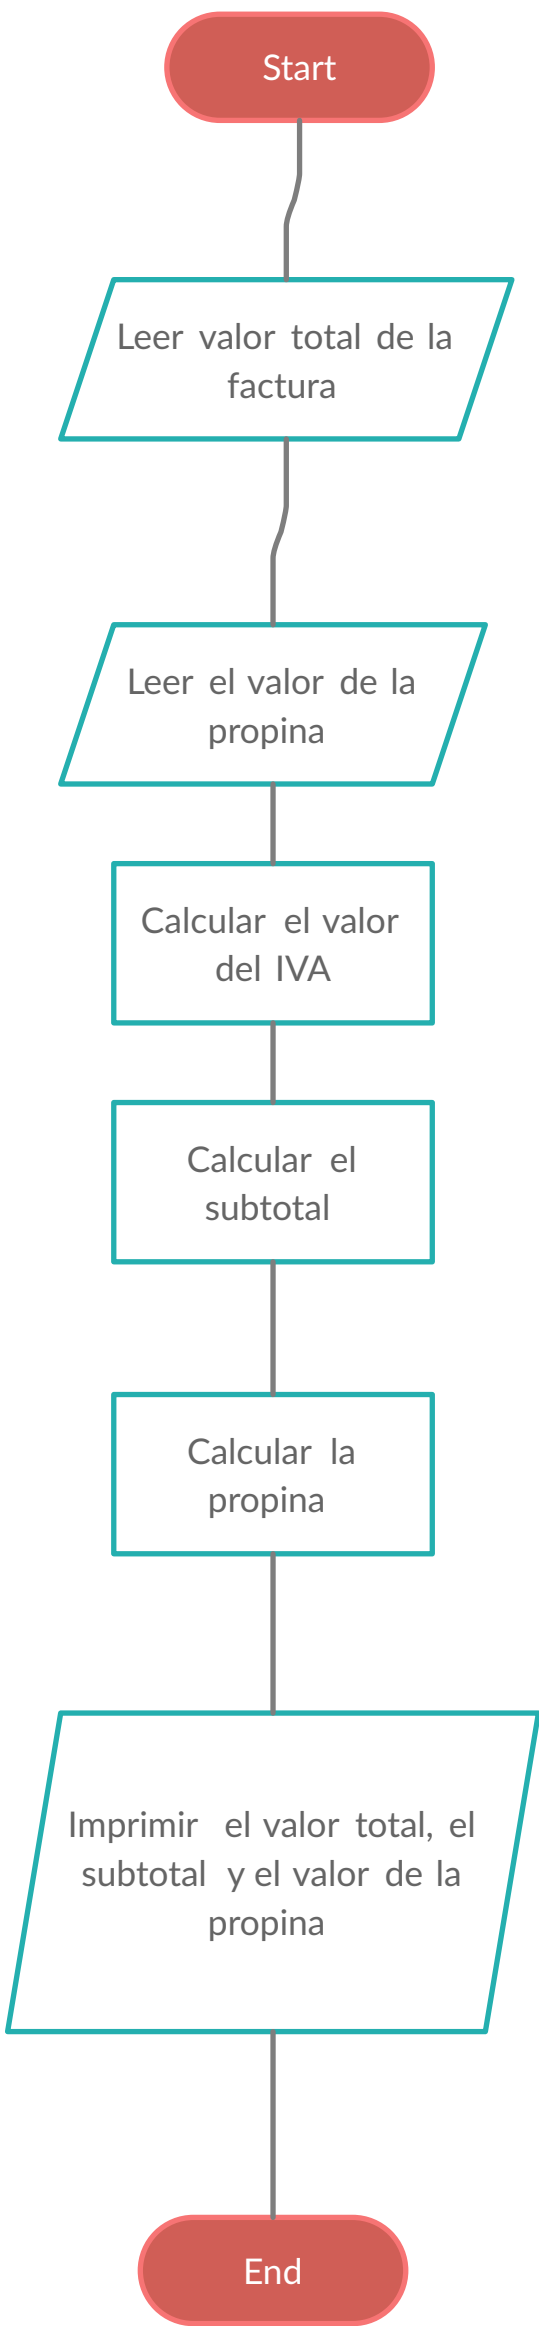 Start
Leer valor total de la
factura
Leer el valor de la
propina
Calcular el valor
del IVA
Calcular el
subtotal
Calcular la
propina
Imprimir el valor total, el
subtotal y el valor de la
propina
End